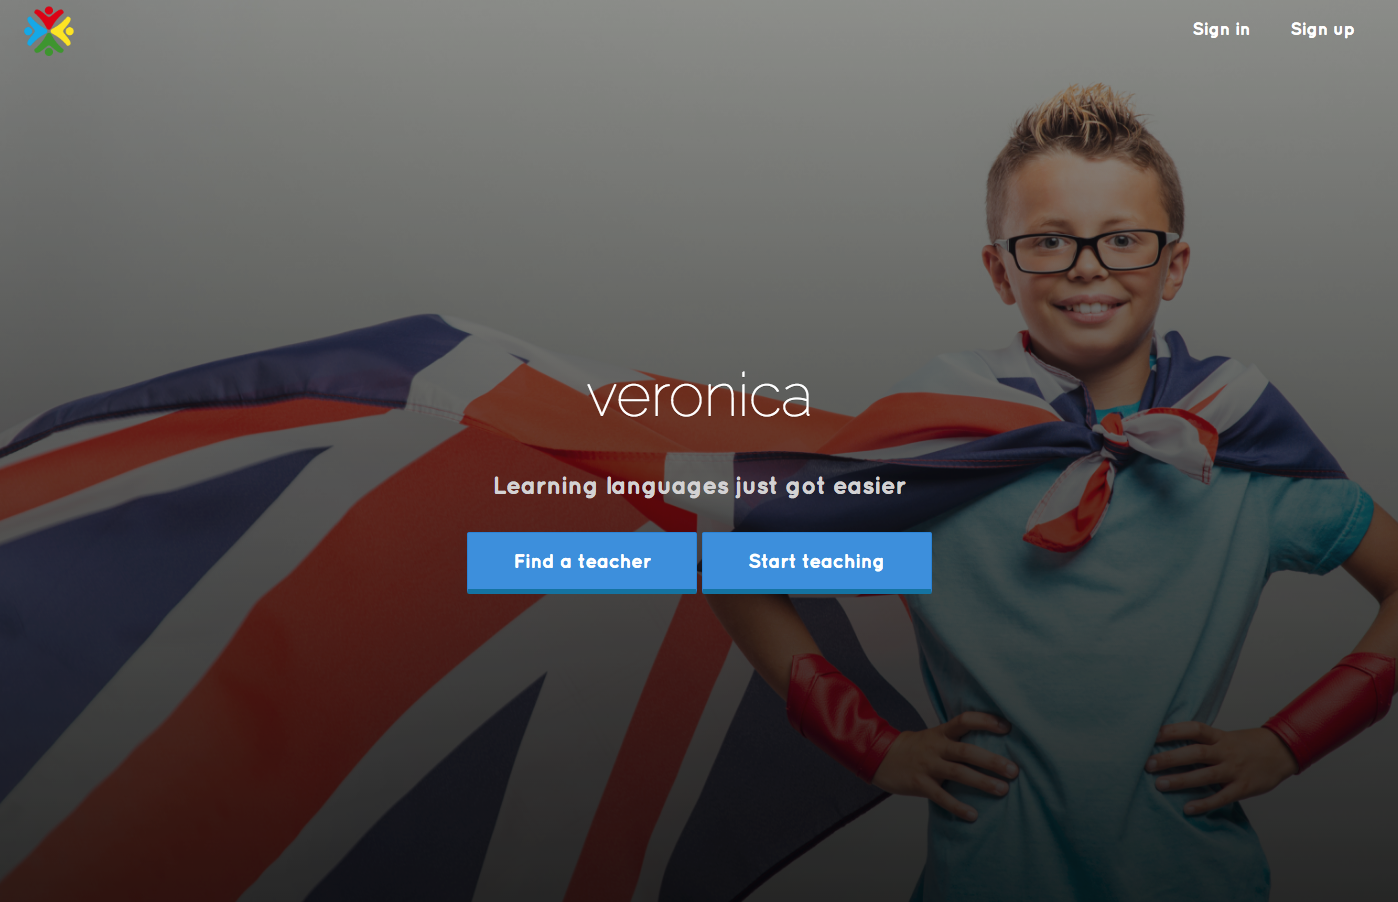 Sign in
Sign up
veronica
Learning languages just got easier
Find a teacher
Start teaching